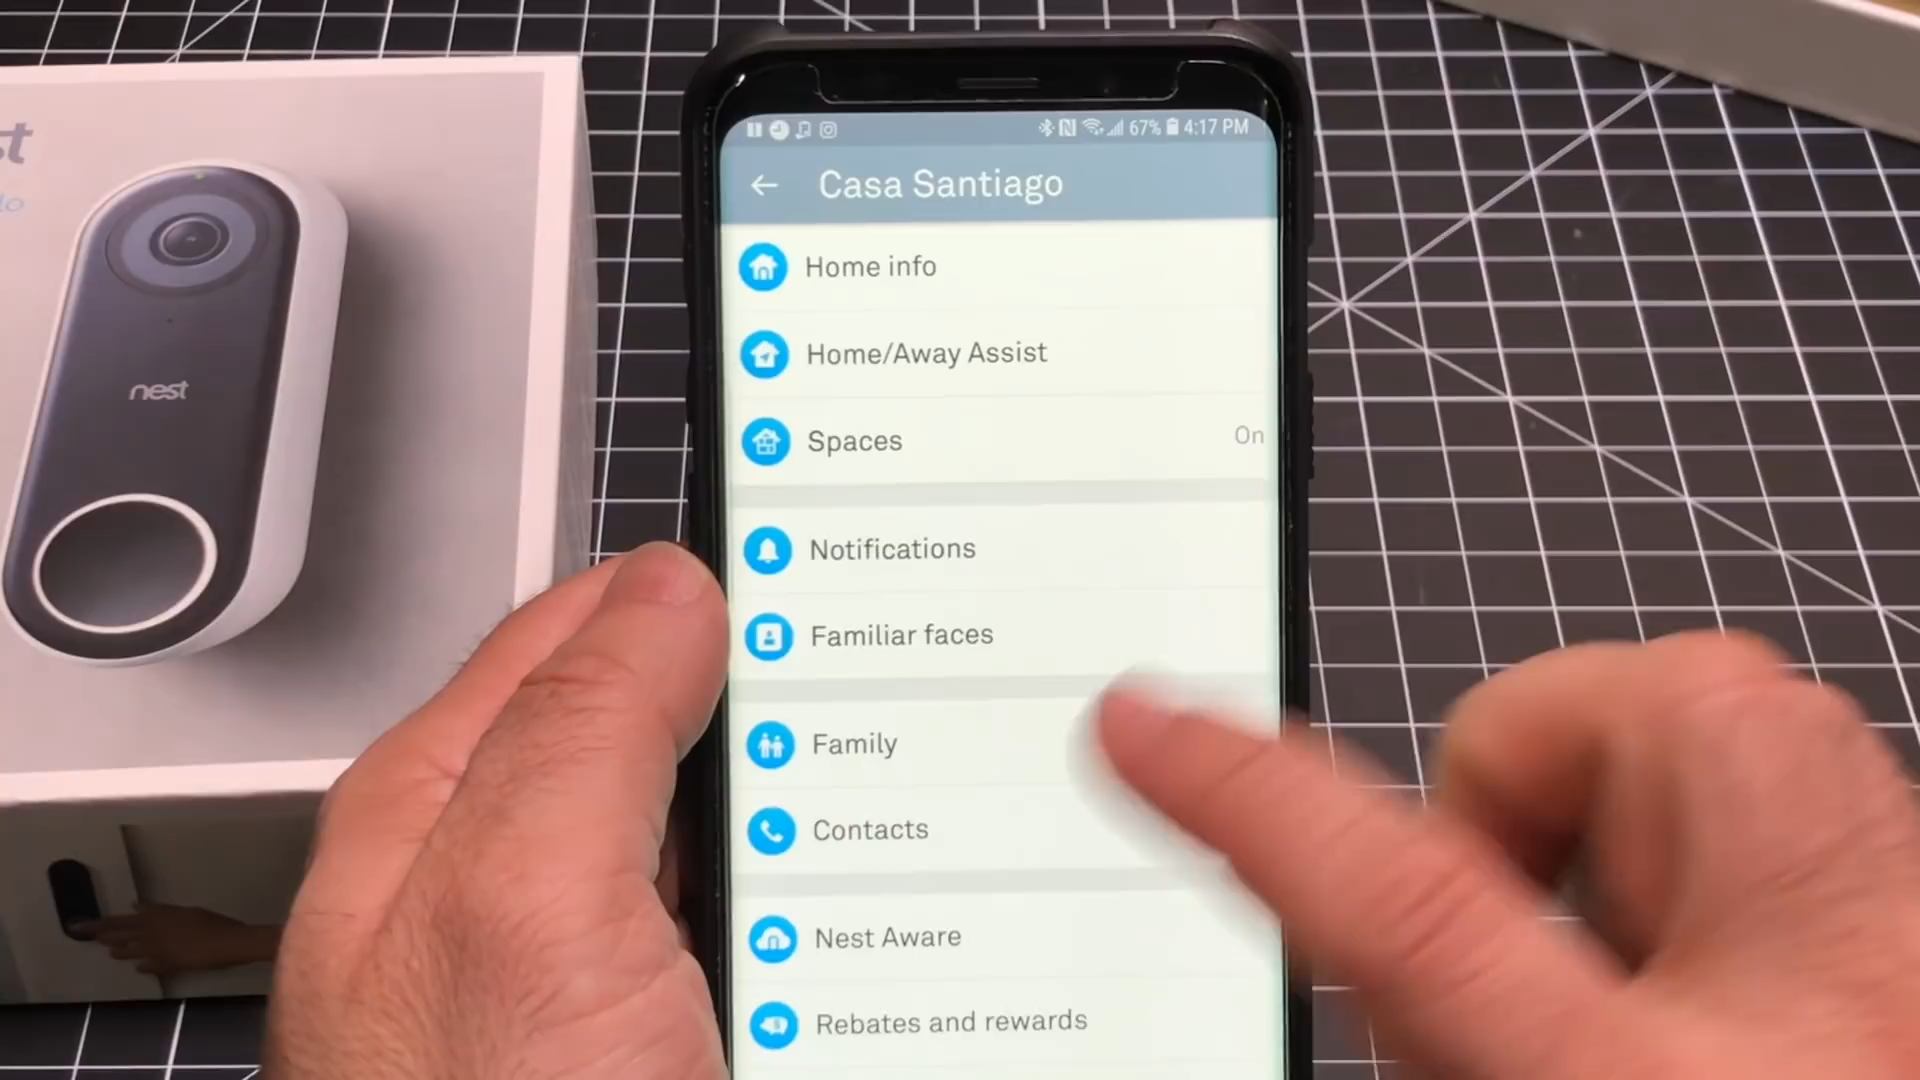 67% 4:17 PM
Casa Santiago
Home info
Home/Away Assist
Spaces
On
Notifications
Familiar faces
Family
Contacts
Nest Aware
Rebates and rewards
nest